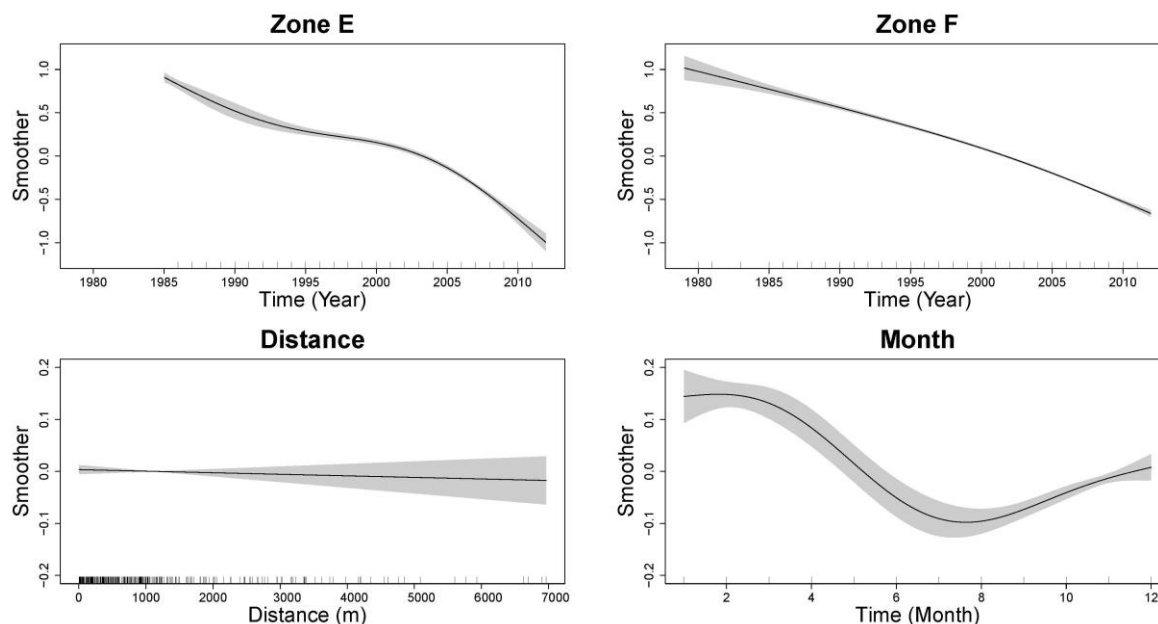 Zone E
Smoother
1.0
0.5
0.0
−0.5
−1.0
1980 1985 1990 1995 2000 2005 2010
Time (Year)
Zone F
Smoother
1.0
0.5
0.0
−0.5
−1.0
1980 1985 1990 1995 2000 2005 2010
Time (Year)
Distance
Smoother
0.2
0.1
0.0
−0.1
−0.2
0 1000 2000 3000 4000 5000 6000 7000
Distance (m)
Month
Smoother
0.2
0.1
0.0
−0.1
−0.2
2 4 6 8 10 12
Time (Month)